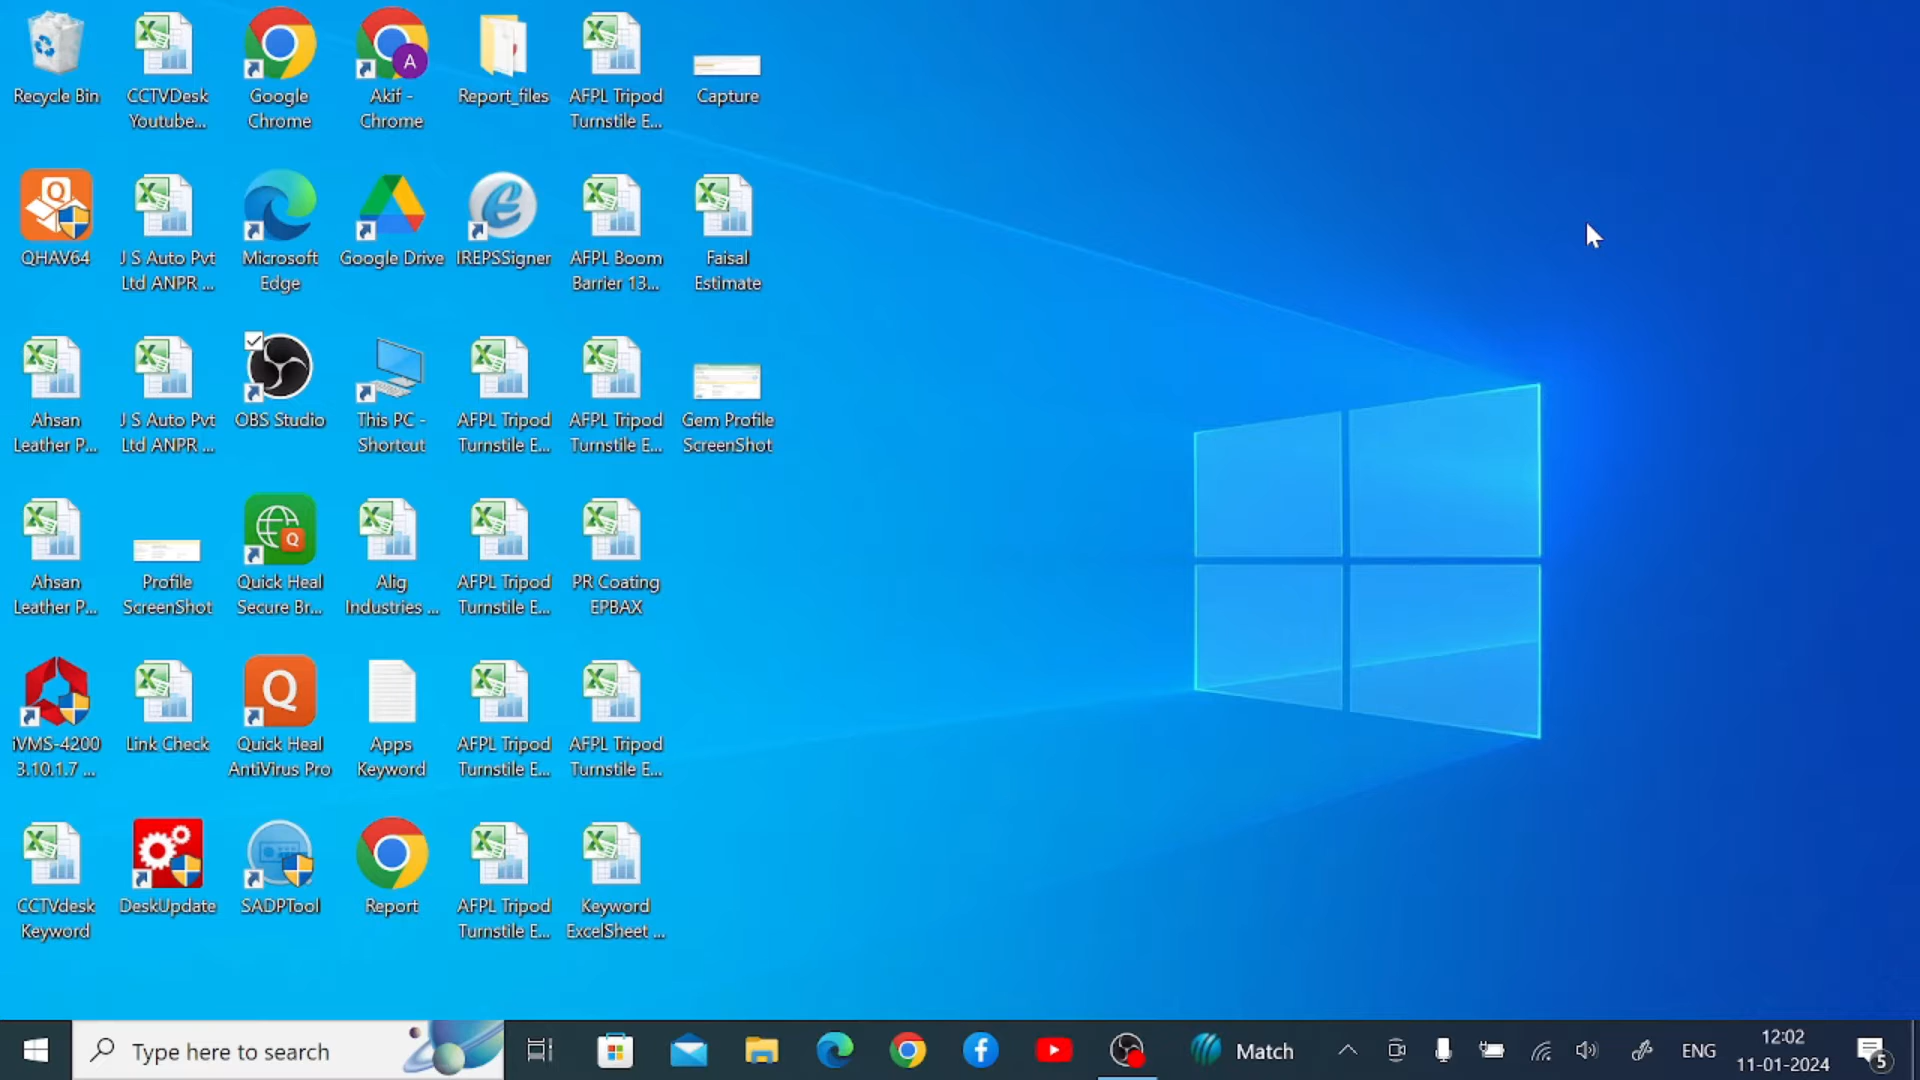 Recycle Bin
CCTVDesk
Youtube...
Google
Chrome
A
Akif -
Chrome
Report_files
AFPL Tripod
Turnstile E...
Capture
QHAV64
J S Auto Pvt
Ltd ANPR ...
Microsoft
Edge
Google Drive
IREPSSigner
AFPL Boom
Barrier 13...
Faisal
Estimate
Ahsan
Leather P...
J S Auto Pvt
Ltd ANPR ...
OBS Studio
This PC -
Shortcut
AFPL Tripod
Turnstile E...
AFPL Tripod
Turnstile E...
Gem Profile
ScreenShot
Ahsan
Leather P...
Profile
ScreenShot
Quick Heal
Secure Br...
Alig
Industries ...
AFPL Tripod
Turnstile E...
PR Coating
EPBAX
iVMS-4200
3.10.1.7 ...
Link Check
Quick Heal
AntiVirus Pro
Apps
Keyword
AFPL Tripod
Turnstile E...
AFPL Tripod
Turnstile E...
CCTVdesk
Keyword
DeskUpdate
SADPTool
Report
AFPL Tripod
Turnstile E...
Keyword
ExcelSheet ...
Type here to search
Match
ENG
12:02
11-01-2024
5